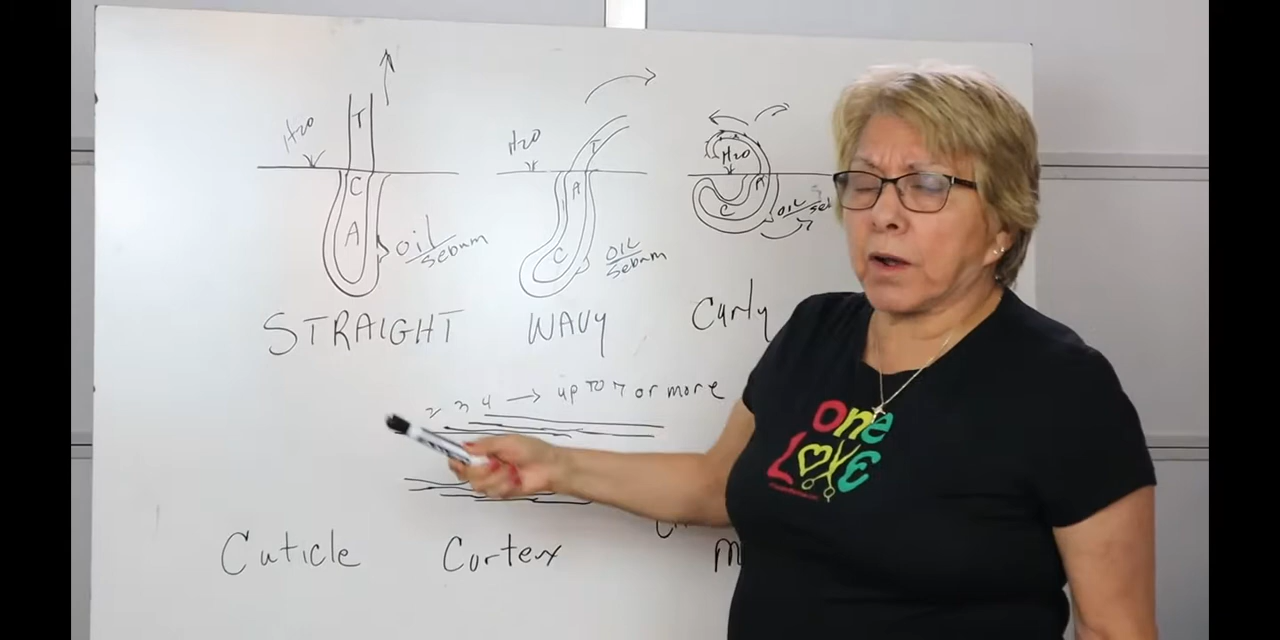 T
H2O
C
A
Oil/Sebum
STRAIGHT
T
H2O
A
C
OIL/Sebum
WAVY
H2O
A
C
OIL/Seb
Curly
2 3 4 → up TO 7 or more
Cuticle
Cortex
M
One
LOVE